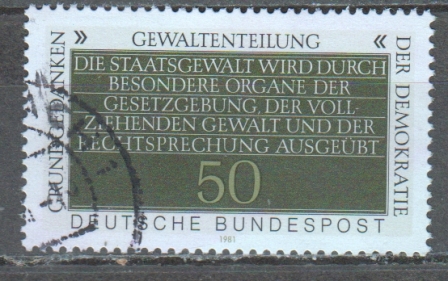 GRUNDGEDANKEN
» GEWALTENTEILUNG «
DER DEMOKRATIE
DIE STAATSGEWALT WIRD DURCH
BESONDERE ORGANE DER
GESETZGEBUNG, DER VOLL-
ZIEHENDEN GEWALT UND DER
RECHTSPRECHUNG AUSGEÜBT
50
DEUTSCHE BUNDESPOST
1981